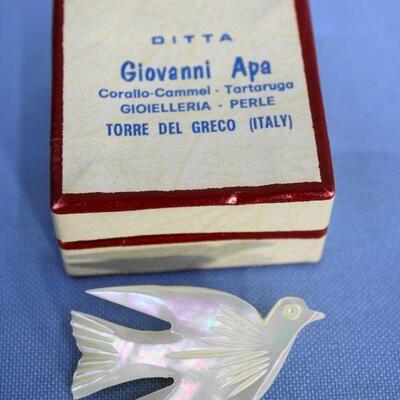 DITTA
Giovanni Apa
Corallo-Cammei - Tartaruga
GIOIELLERIA - PERLE
TORRE DEL GRECO (ITALY)